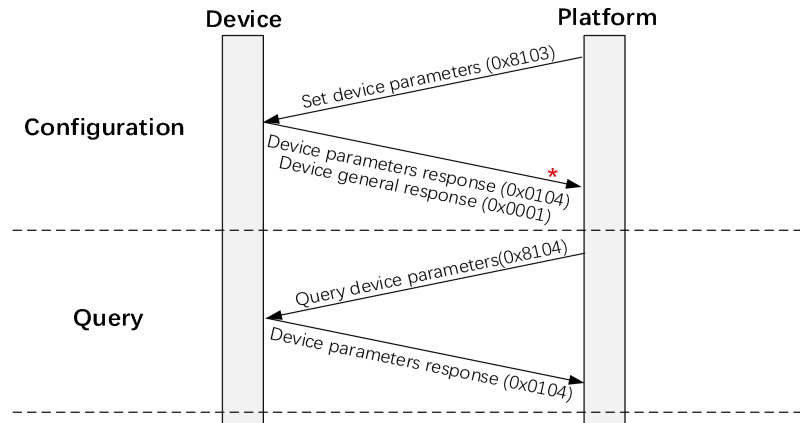 Device
Platform
Set device parameters (0x8103)
Configuration
*
Device parameters response (0x0104)
Device general response (0x0001)
Query device parameters(0x8104)
Query
Device parameters response (0x0104)